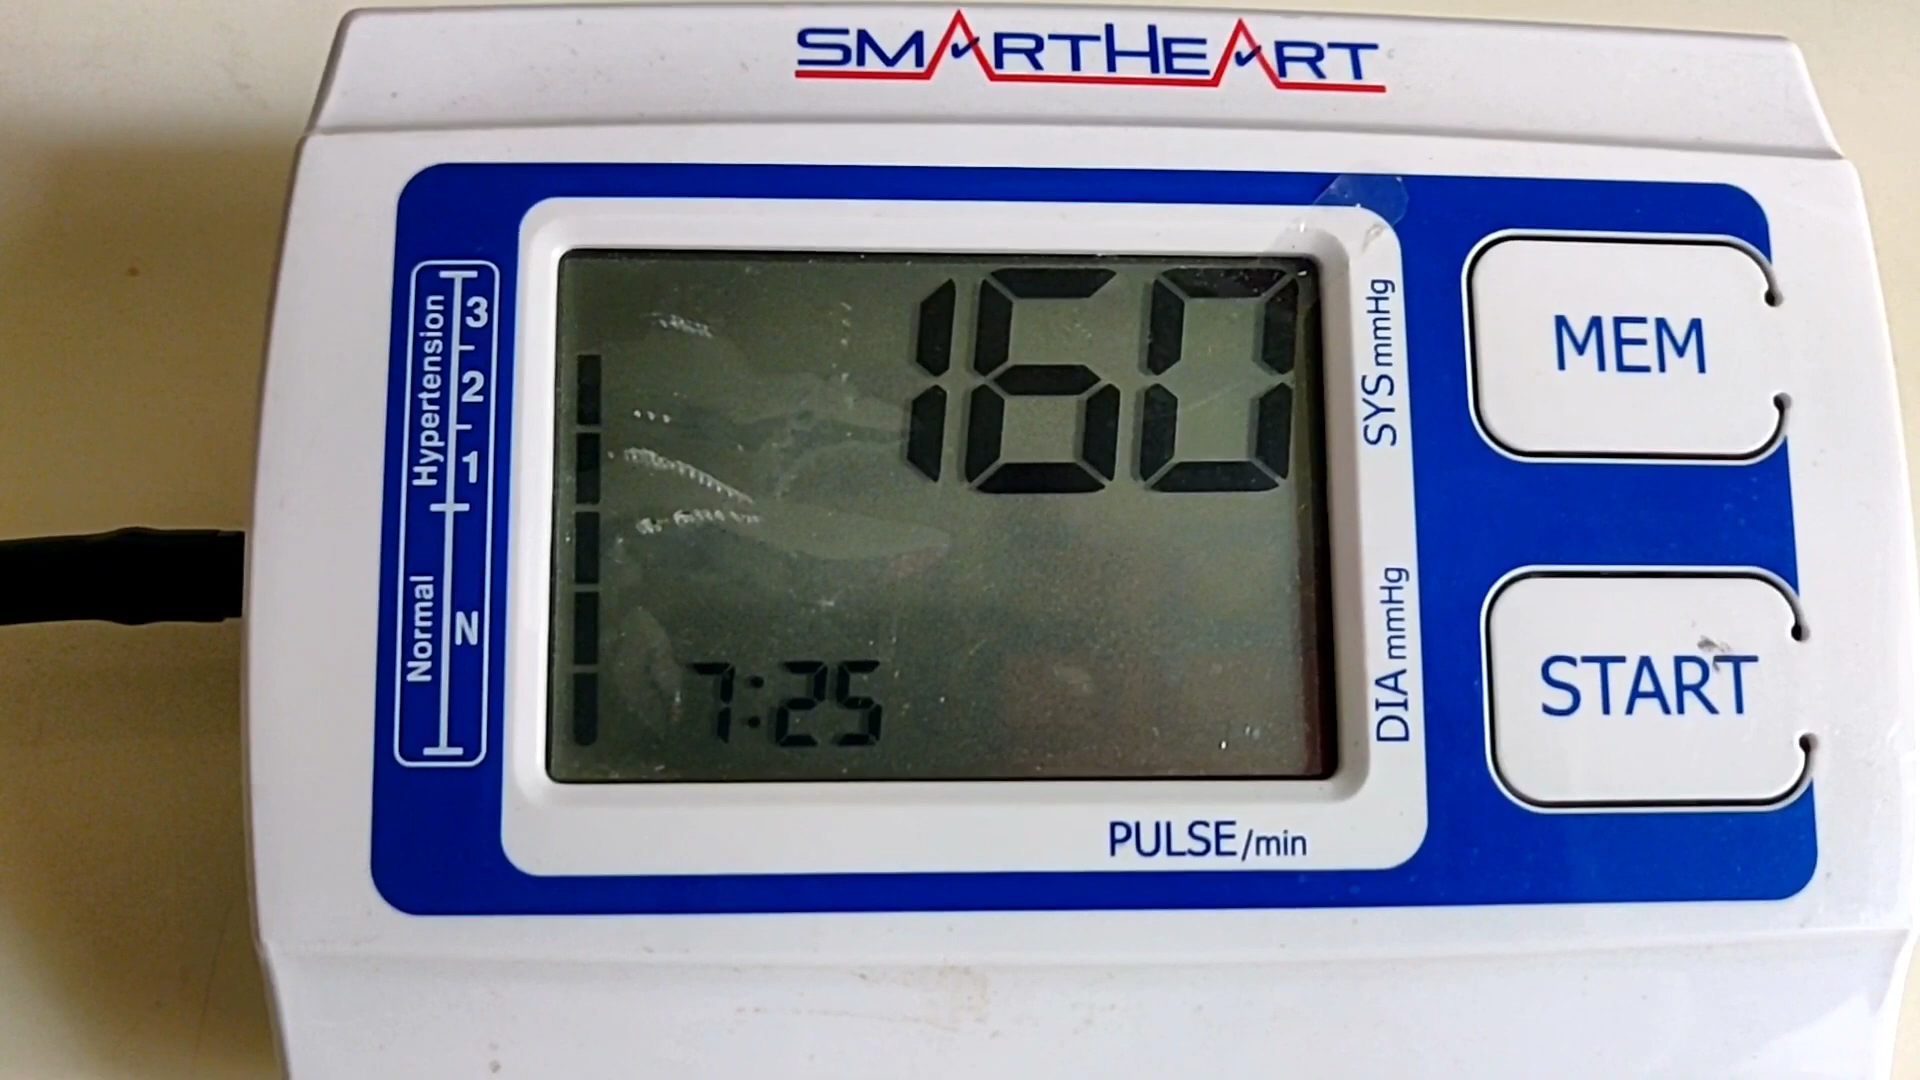 SMARTHEART
Hypertension
3
2
1
Normal
N
160
7:25
SYS mmHg
DIA mmHg
PULSE/min
MEM
START